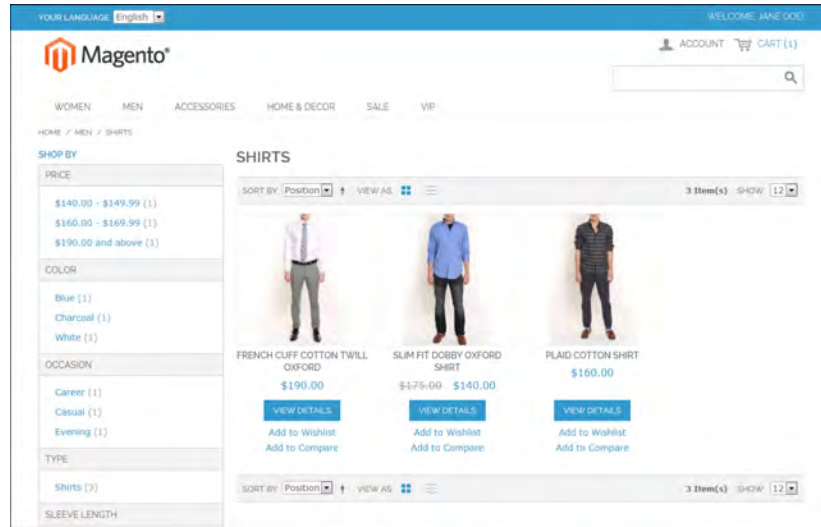 YOUR LANGUAGE English
WELCOME, JANE DOE!
Magento®
ACCOUNT CART (1)
WOMEN MEN ACCESSORIES HOME & DECOR SALE VIP
HOME / MEN / SHIRTS
SHOP BY
PRICE
$140.00 - $149.99 (1)
$160.00 - $169.99 (1)
$190.00 and above (1)
COLOR
Blue (1)
Charcoal (1)
White (1)
OCCASION
Career (1)
Casual (1)
Evening (1)
TYPE
Shirts (3)
SLEEVE LENGTH
SHIRTS
SORT BY Position VIEW AS 3 Item(s) SHOW 12
FRENCH CUFF COTTON TWILL
OXFORD
$190.00
VIEW DETAILS
Add to Wishlist
Add to Compare
SLIM FIT DOBBY OXFORD
SHIRT
$175.00 $140.00
VIEW DETAILS
Add to Wishlist
Add to Compare
PLAID COTTON SHIRT
$160.00
VIEW DETAILS
Add to Wishlist
Add to Compare
SORT BY Position VIEW AS 3 Item(s) SHOW 12